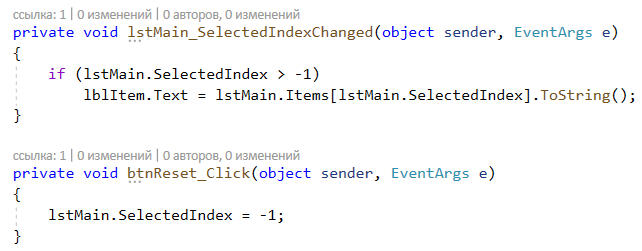 ссылка: 1 | 0 изменений | 0 авторов, 0 изменений
private void lstMain_SelectedIndexChanged(object sender, EventArgs e)
{
    if (lstMain.SelectedIndex > -1)
        lblItem.Text = lstMain.Items[lstMain.SelectedIndex].ToString();
}
ссылка: 1 | 0 изменений | 0 авторов, 0 изменений
private void btnReset_Click(object sender, EventArgs e)
{
    lstMain.SelectedIndex = -1;
}